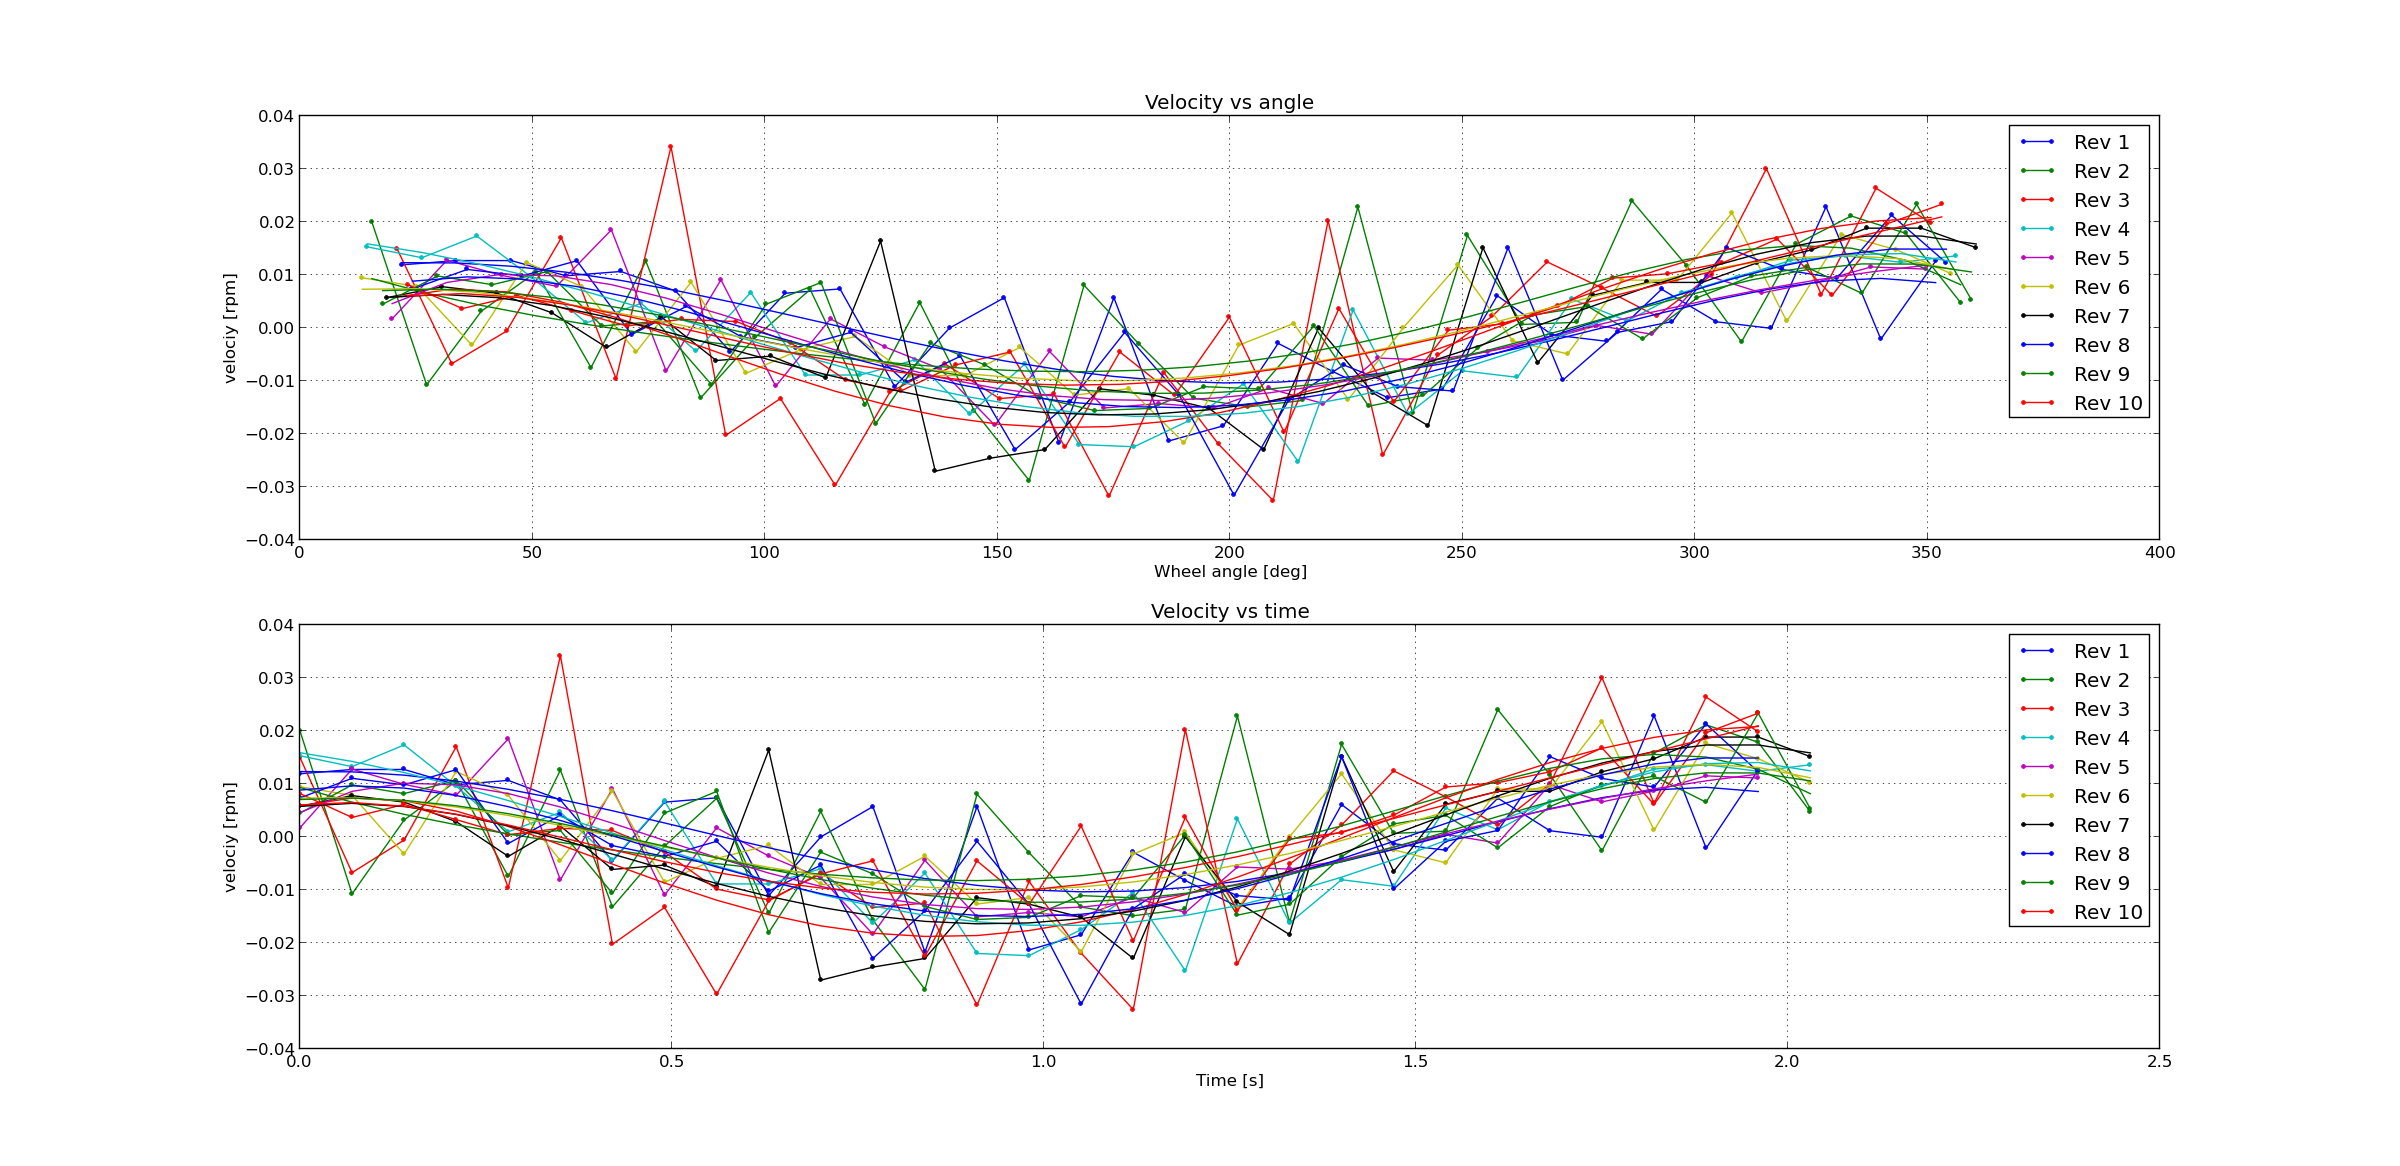 Velocity vs angle
0.04
0.03
0.02
0.01
0.00
−0.01
−0.02
−0.03
−0.04
velociy [rpm]
0 50 100 150 200 250 300 350 400
Wheel angle [deg]
Rev 1
Rev 2
Rev 3
Rev 4
Rev 5
Rev 6
Rev 7
Rev 8
Rev 9
Rev 10
Velocity vs time
0.04
0.03
0.02
0.01
0.00
−0.01
−0.02
−0.03
−0.04
velociy [rpm]
0.0 0.5 1.0 1.5 2.0 2.5
Time [s]
Rev 1
Rev 2
Rev 3
Rev 4
Rev 5
Rev 6
Rev 7
Rev 8
Rev 9
Rev 10